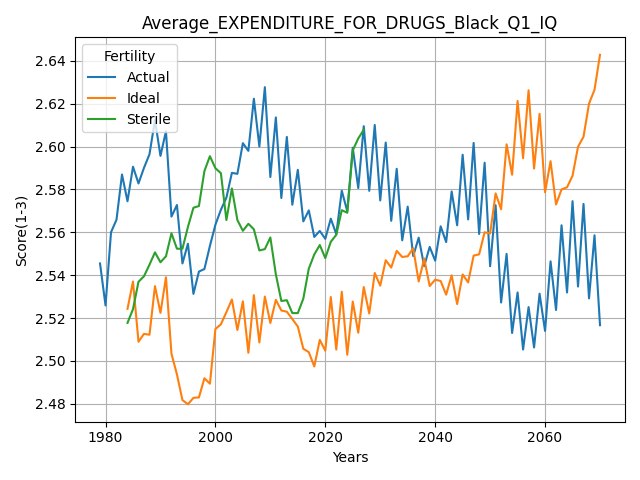 Average_EXPENDITURE_FOR_DRUGS_Black_Q1_IQ
Fertility
Actual
Ideal
Sterile
Score(1-3)
2.64
2.62
2.60
2.58
2.56
2.54
2.52
2.50
2.48
1980
2000
2020
2040
2060
Years